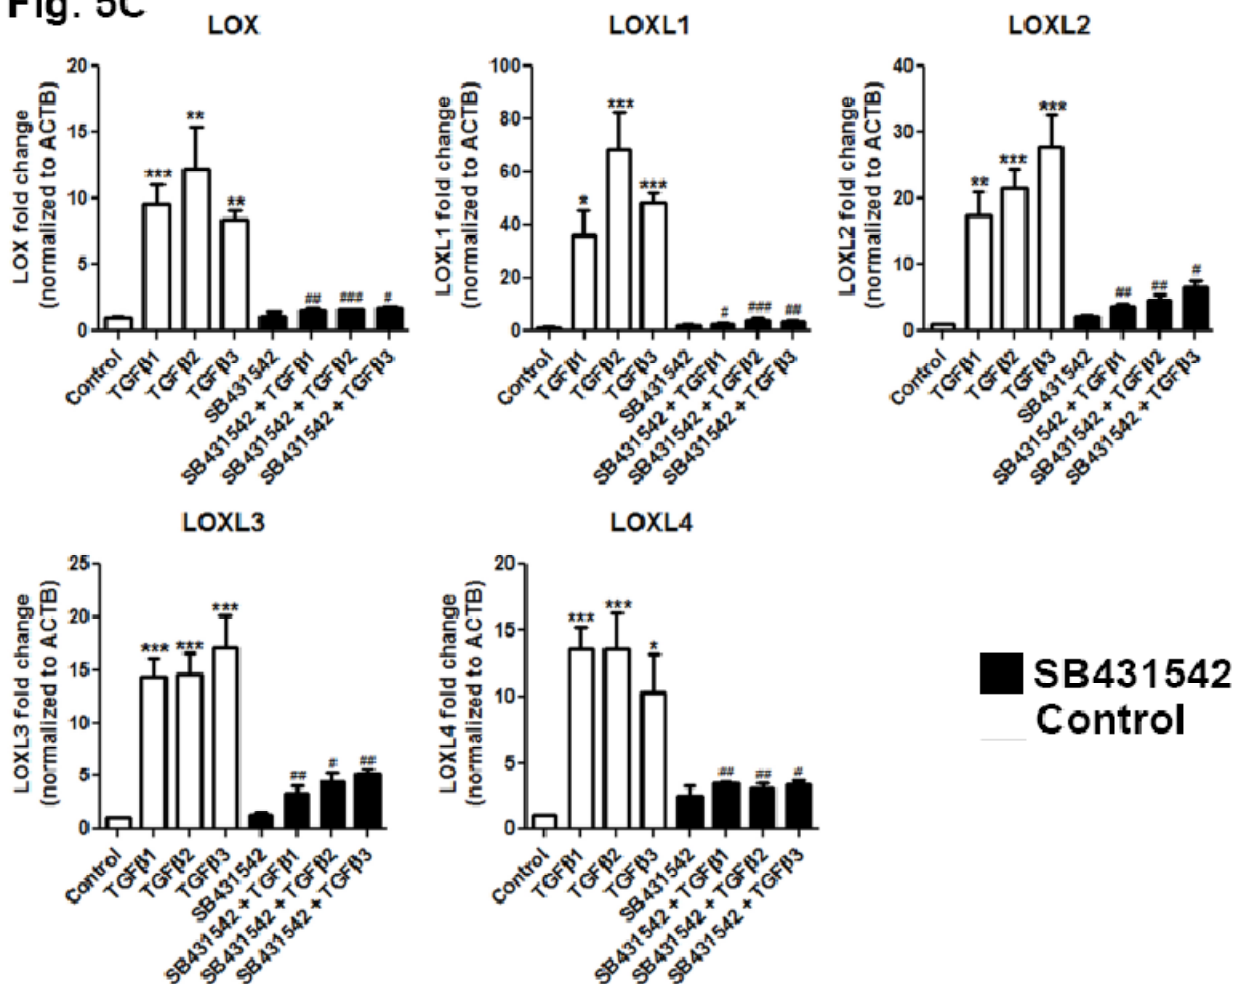 Fig. 5C
LOX
LOX fold change
(normalized to ACTB)
20
15
10
5
0
***
**
**
##
###
#
Control
TGFβ1
TGFβ2
TGFβ3
SB431542
SB431542 + TGFβ1
SB431542 + TGFβ2
SB431542 + TGFβ3
LOXL1
LOXL1 fold change
(normalized to ACTB)
100
80
60
40
20
0
*
***
***
#
###
##
Control
TGFβ1
TGFβ2
TGFβ3
SB431542
SB431542 + TGFβ1
SB431542 + TGFβ2
SB431542 + TGFβ3
LOXL2
LOXL2 fold change
(normalized to ACTB)
40
30
20
10
0
**
***
***
##
##
#
Control
TGFβ1
TGFβ2
TGFβ3
SB431542
SB431542 + TGFβ1
SB431542 + TGFβ2
SB431542 + TGFβ3
LOXL3
LOXL3 fold change
(normalized to ACTB)
25
20
15
10
5
0
***
***
***
##
#
##
Control
TGFβ1
TGFβ2
TGFβ3
SB431542
SB431542 + TGFβ1
SB431542 + TGFβ2
SB431542 + TGFβ3
LOXL4
LOXL4 fold change
(normalized to ACTB)
20
15
10
5
0
***
***
*
##
##
#
Control
TGFβ1
TGFβ2
TGFβ3
SB431542
SB431542 + TGFβ1
SB431542 + TGFβ2
SB431542 + TGFβ3
SB431542
Control